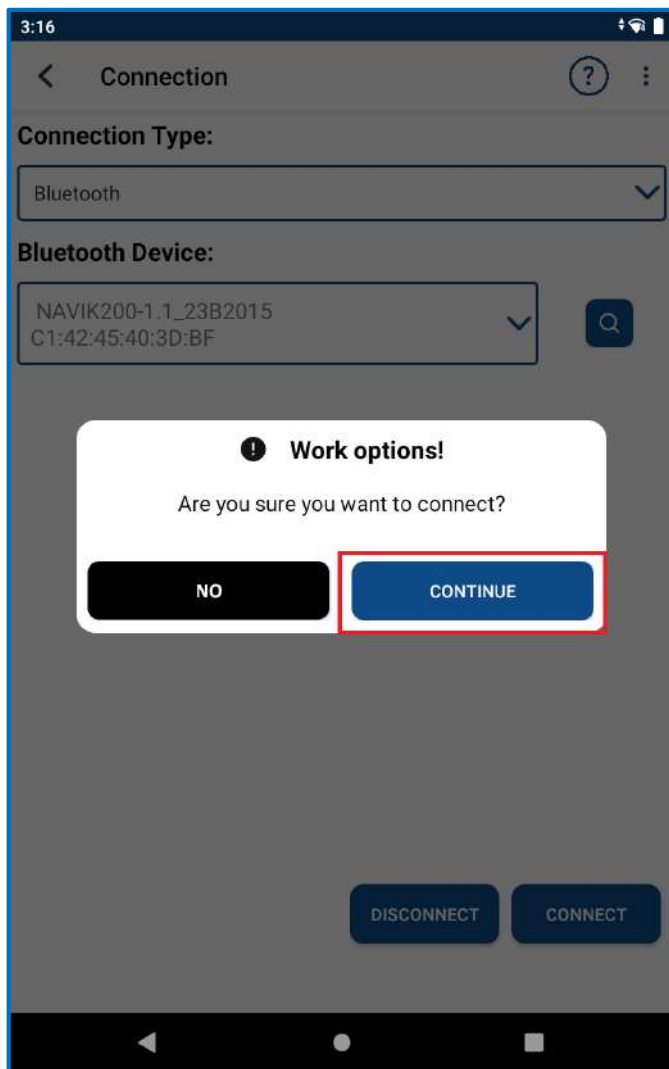 3:16
Connection
?
Connection Type:
Bluetooth
Bluetooth Device:
NAVIK200-1.1_23B2015
C1:42:45:40:3D:BF
Work options!
Are you sure you want to connect?
NO CONTINUE
DISCONNECT CONNECT